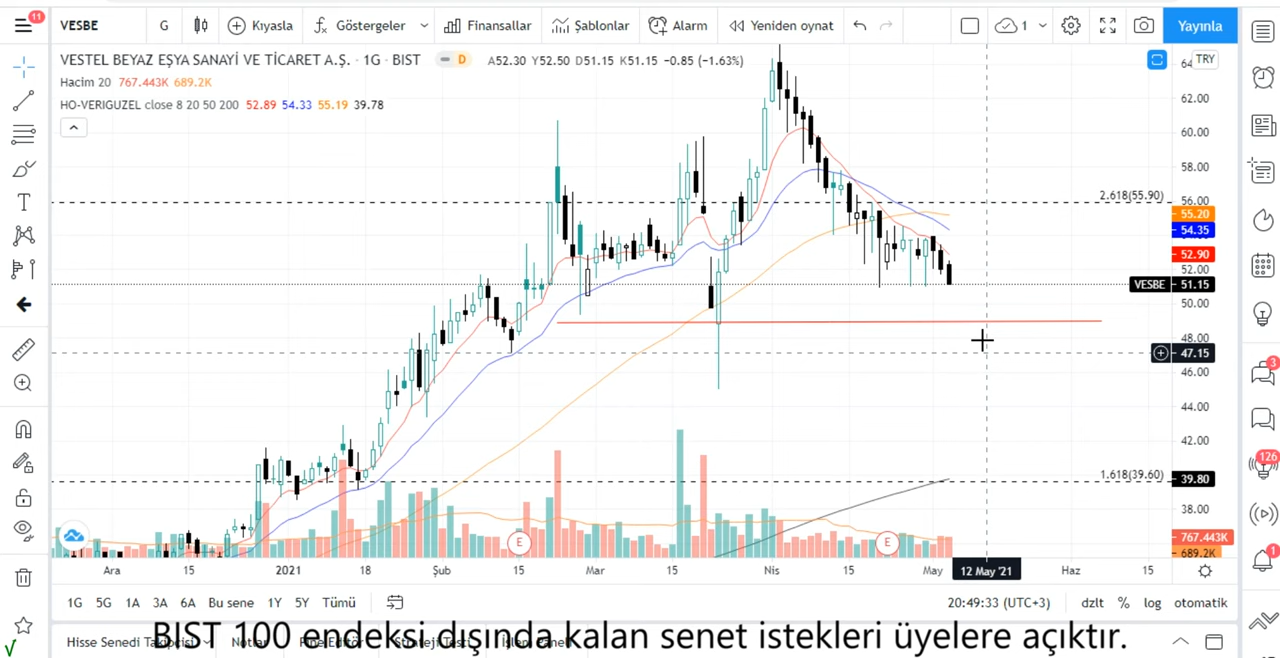 11
VESBE
G
Kıyasla
Göstergeler
Finansallar
Şablonlar
Alarm
Yeniden oynat
1
Yayınla
VESTEL BEYAZ EŞYA SANAYİ VE TİCARET A.Ş. · 1G · BIST
D
A52.30 Y52.50 D51.15 K51.15 −0.85 (−1.63%)
TRY
Hacim 20 767.443K 689.2K
HO-VERIGUZEL close 8 20 50 200 52.89 54.33 55.19 39.78
62.00
60.00
58.00
2.618(55.90)
56.00
55.20
54.35
52.90
52.00
VESBE 51.15
50.00
48.00
47.15
46.00
44.00
42.00
1.618(39.60)
39.80
38.00
767.443K
689.2K
E
E
3
126
1
Ara
15
2021
18
Şub
15
Mar
15
Nis
15
May
12 May '21
Haz
15
1G 5G 1A 3A 6A Bu sene 1Y 5Y Tümü
20:49:33 (UTC+3)
dzlt % log otomatik
Hisse Senedi Takipçisi
BIST 100 endeksi dışında kalan senet istekleri üyelere açıktır.